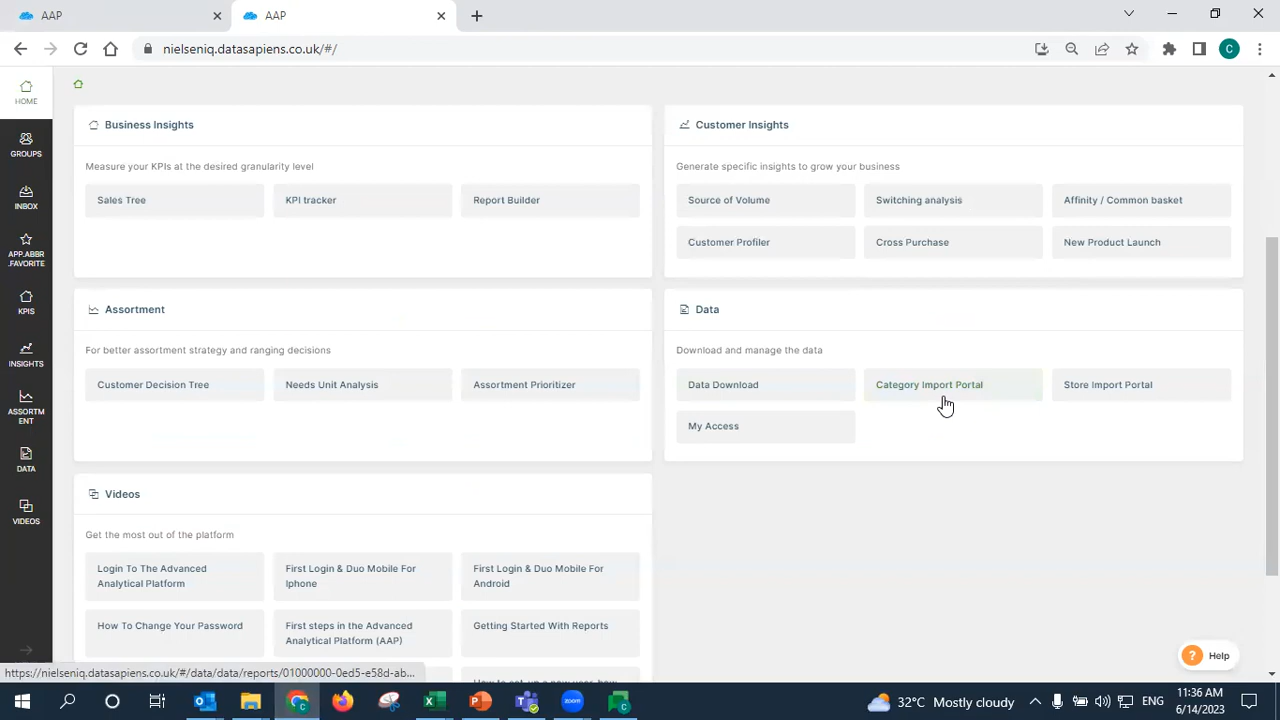 AAP
AAP
nielseniq.datasapiens.co.uk/#/
C
HOME
GROUPS
INBOX
APP.ABBR
.FAVORITE
KPIS
INSIGHTS
ASSORTM
ENT
DATA
VIDEOS
Business Insights
Measure your KPIs at the desired granularity level
Sales Tree
KPI tracker
Report Builder
Customer Insights
Generate specific insights to grow your business
Source of Volume
Switching analysis
Affinity / Common basket
Customer Profiler
Cross Purchase
New Product Launch
Assortment
For better assortment strategy and ranging decisions
Customer Decision Tree
Needs Unit Analysis
Assortment Prioritizer
Data
Download and manage the data
Data Download
Category Import Portal
Store Import Portal
My Access
Videos
Get the most out of the platform
Login To The Advanced
Analytical Platform
First Login & Duo Mobile For
Iphone
First Login & Duo Mobile For
Android
How To Change Your Password
First steps in the Advanced
Analytical Platform (AAP)
Getting Started With Reports
? Help
https://nielseniq.datasapiens.co.uk/#/data/data/reports/01000000-0ed5-e58d-ab...
32°C Mostly cloudy
ENG
11:36 AM
6/14/2023